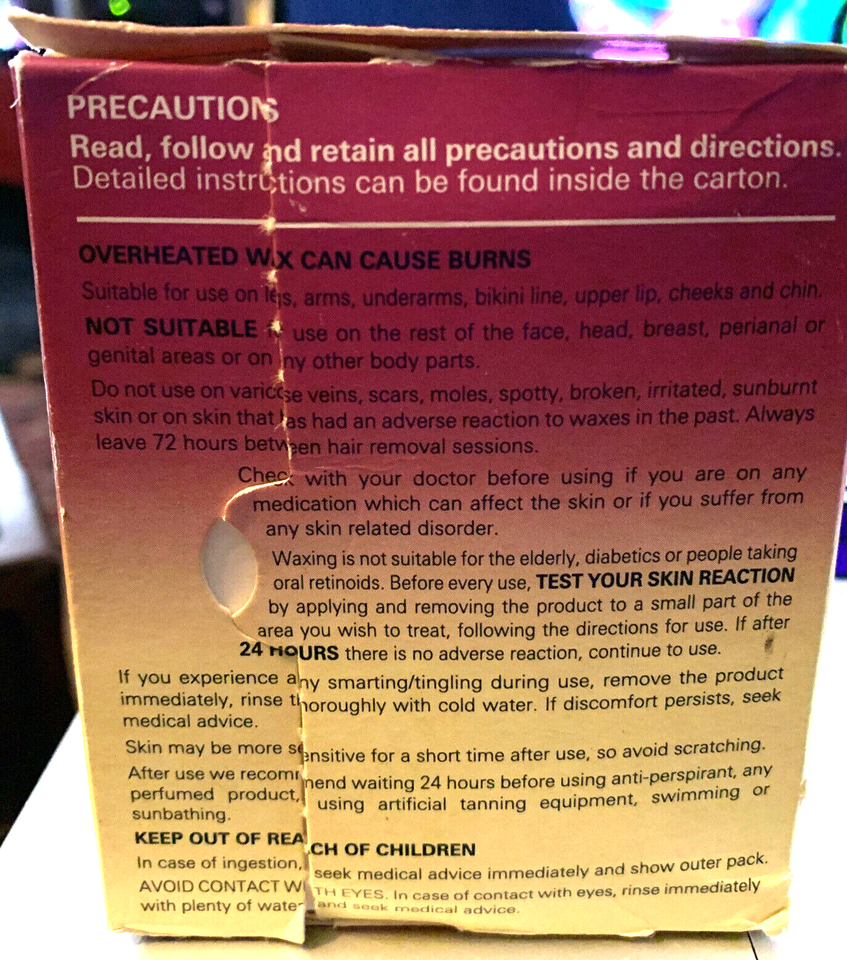 PRECAUTIONS
Read, follow and retain all precautions and directions.
Detailed instructions can be found inside the carton.
OVERHEATED WAX CAN CAUSE BURNS
Suitable for use on legs, arms, underarms, bikini line, upper lip, cheeks and chin.
NOT SUITABLE use on the rest of the face, head, breast, perianal or
genital areas or on any other body parts.
Do not use on varicose veins, scars, moles, spotty, broken, irritated, sunburnt
skin or on skin that has had an adverse reaction to waxes in the past. Always
leave 72 hours between hair removal sessions.
Check with your doctor before using if you are on any
medication which can affect the skin or if you suffer from
any skin related disorder.
Waxing is not suitable for the elderly, diabetics or people taking
oral retinoids. Before every use, TEST YOUR SKIN REACTION
by applying and removing the product to a small part of the
area you wish to treat, following the directions for use. If after
24 HOURS there is no adverse reaction, continue to use.
If you experience any smarting/tingling during use, remove the product
immediately, rinse thoroughly with cold water. If discomfort persists, seek
medical advice.
Skin may be more sensitive for a short time after use, so avoid scratching.
After use we recommend waiting 24 hours before using anti-perspirant, any
perfumed product, using artificial tanning equipment, swimming or
sunbathing.
KEEP OUT OF REACH OF CHILDREN
In case of ingestion, seek medical advice immediately and show outer pack.
AVOID CONTACT WITH EYES. In case of contact with eyes, rinse immediately
with plenty of water and seek medical advice.